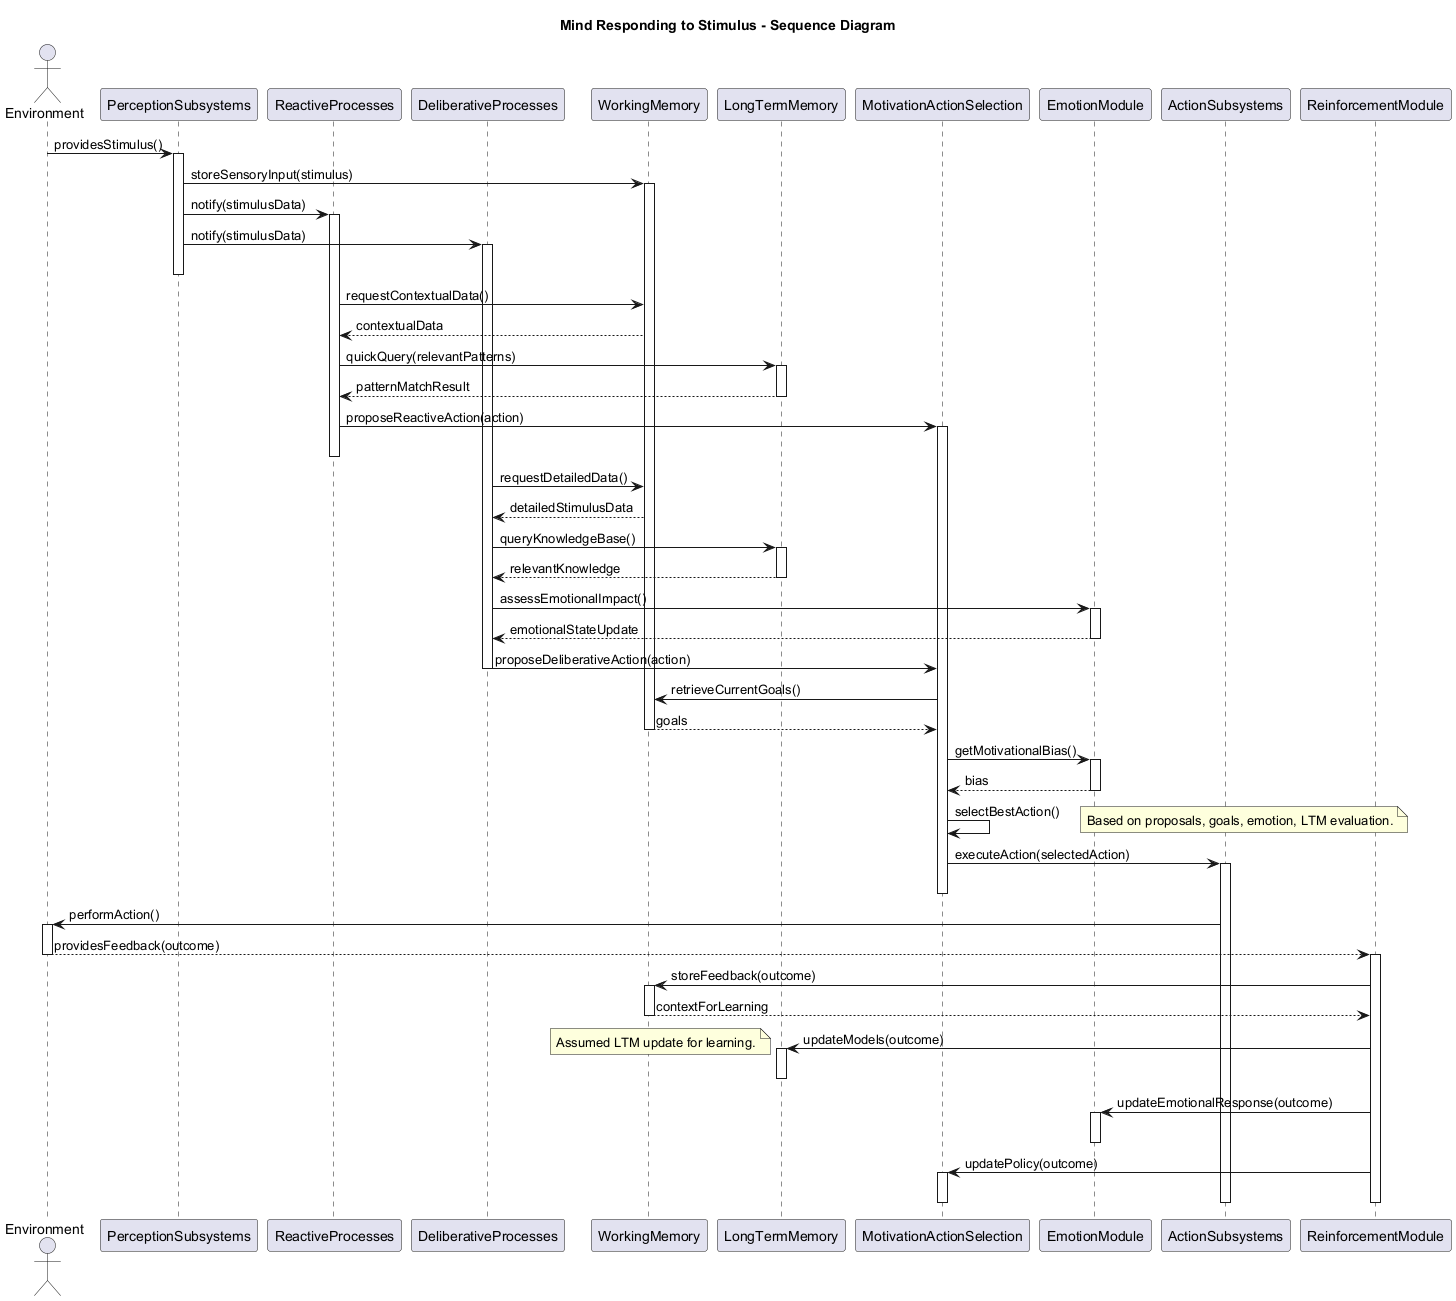 Mind Responding to Stimulus - Sequence Diagram
Environment
PerceptionSubsystems
ReactiveProcesses
DeliberativeProcesses
WorkingMemory
LongTermMemory
MotivationActionSelection
EmotionModule
ActionSubsystems
ReinforcementModule
providesStimulus()
storeSensoryInput(stimulus)
notify(stimulusData)
notify(stimulusData)
requestContextualData()
contextualData
quickQuery(relevantPatterns)
patternMatchResult
proposeReactiveAction(action)
requestDetailedData()
detailedStimulusData
queryKnowledgeBase()
relevantKnowledge
assessEmotionalImpact()
emotionalStateUpdate
proposeDeliberativeAction(action)
retrieveCurrentGoals()
goals
getMotivationalBias()
bias
selectBestAction()
Based on proposals, goals, emotion, LTM evaluation.
executeAction(selectedAction)
performAction()
providesFeedback(outcome)
storeFeedback(outcome)
contextForLearning
Assumed LTM update for learning.
updateModels(outcome)
updateEmotionalResponse(outcome)
updatePolicy(outcome)
Environment
PerceptionSubsystems
ReactiveProcesses
DeliberativeProcesses
WorkingMemory
LongTermMemory
MotivationActionSelection
EmotionModule
ActionSubsystems
ReinforcementModule